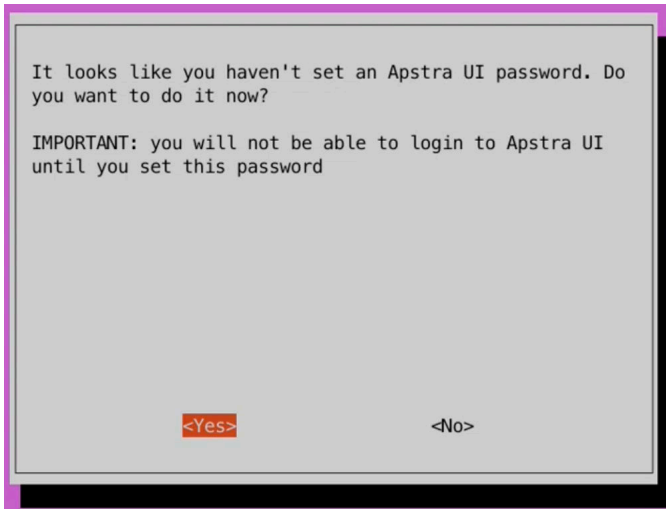 It looks like you haven't set an Apstra UI password. Do
you want to do it now?
IMPORTANT: you will not be able to login to Apstra UI
until you set this password
<Yes> <No>